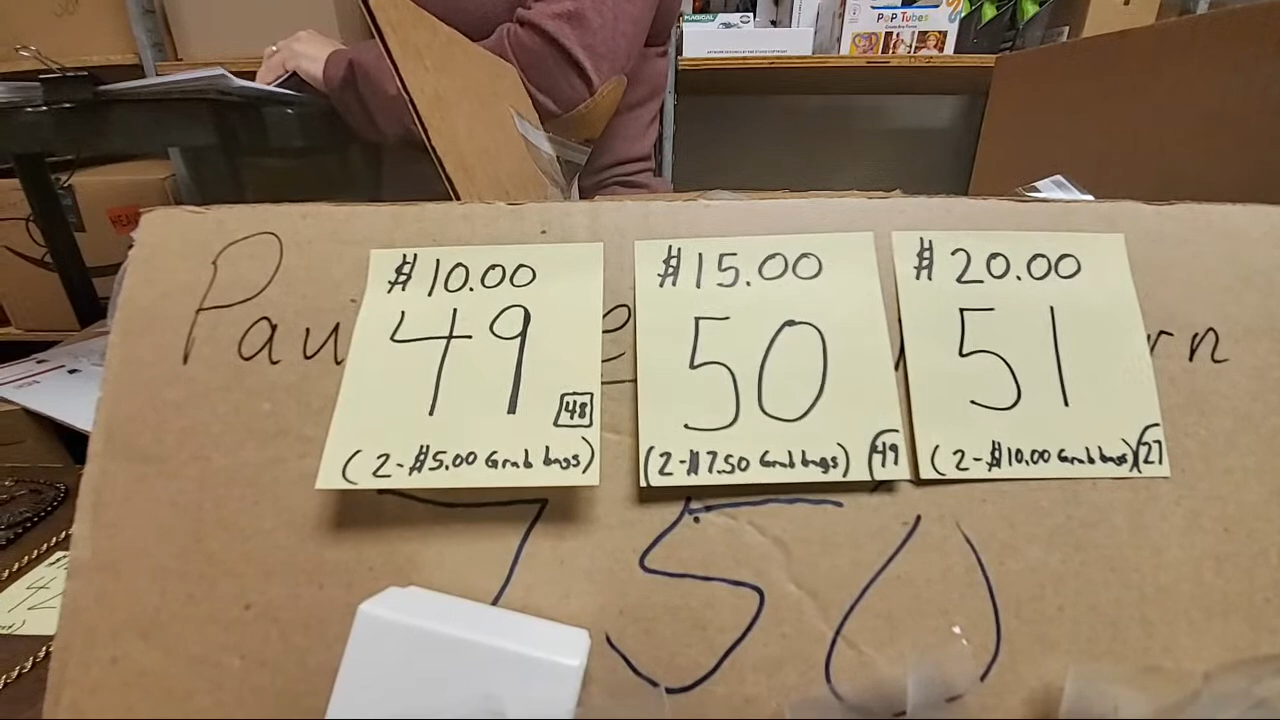 MAGICAL
PoP TUBES
$10.00
49
48
(2-$5.00 Grab bags)
$15.00
50
49
(2-$7.50 Grab bags)
$20.00
51
27
(2-$10.00 Grab bags)
Pau
rn
750